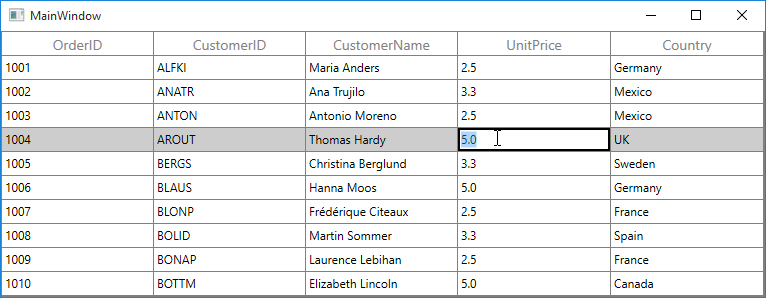 MainWindow
OrderID CustomerID CustomerName UnitPrice Country
1001 ALFKI Maria Anders 2.5 Germany
1002 ANATR Ana Trujilo 3.3 Mexico
1003 ANTON Antonio Moreno 2.5 Mexico
1004 AROUT Thomas Hardy 5.0 UK
1005 BERGS Christina Berglund 3.3 Sweden
1006 BLAUS Hanna Moos 5.0 Germany
1007 BLONP Frédérique Citeaux 2.5 France
1008 BOLID Martin Sommer 3.3 Spain
1009 BONAP Laurence Lebihan 2.5 France
1010 BOTTM Elizabeth Lincoln 5.0 Canada